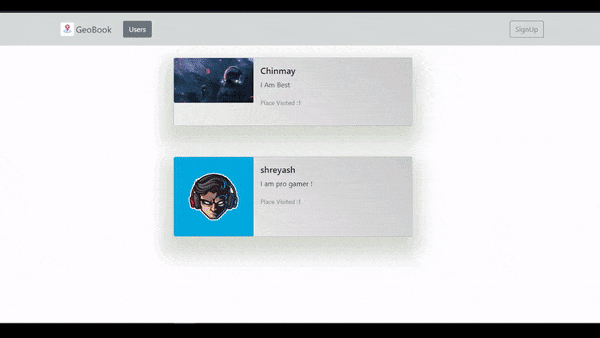 GeoBook
Users
SignUp
Chinmay
I Am Best
Place Visited :1
shreyash
I am pro gamer !
Place Visited :1